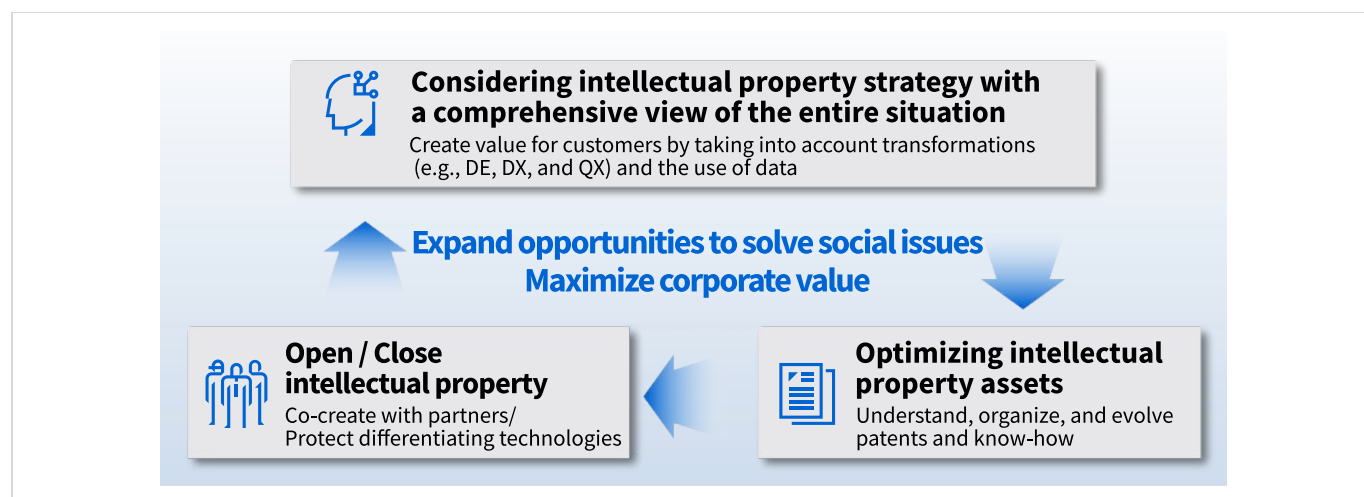 Considering intellectual property strategy with
a comprehensive view of the entire situation
Create value for customers by taking into account transformations
(e.g., DE, DX, and QX) and the use of data
Expand opportunities to solve social issues
Maximize corporate value
Open / Close
intellectual property
Co-create with partners/
Protect differentiating technologies
Optimizing intellectual
property assets
Understand, organize, and evolve
patents and know-how